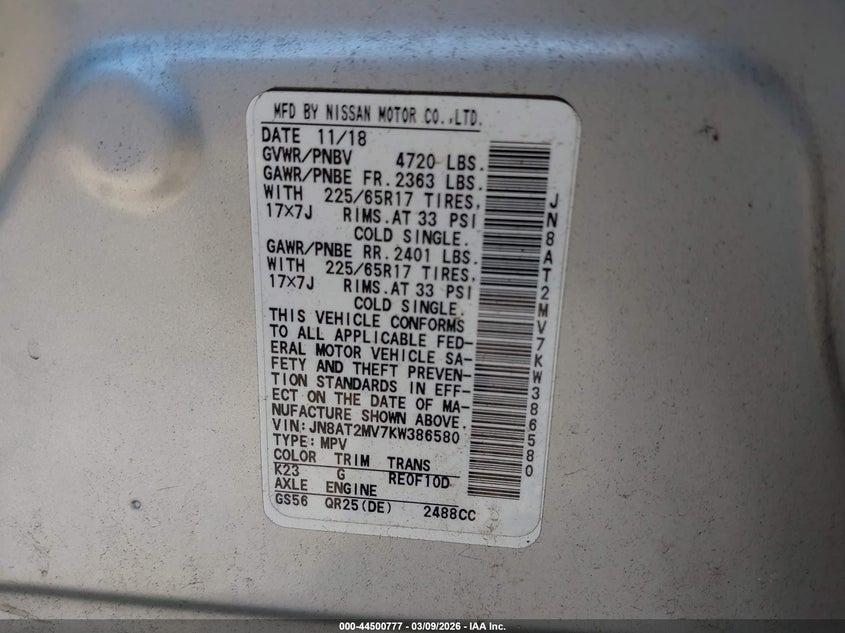 MFD BY NISSAN MOTOR CO.,LTD.
DATE 11/18
GVWR/PNBV 4720 LBS.
GAWR/PNBE FR. 2363 LBS.
WITH 225/65R17 TIRES,
17×7J RIMS.AT 33 PSI
COLD SINGLE.
GAWR/PNBE RR. 2401 LBS.
WITH 225/65R17 TIRES,
17×7J RIMS.AT 33 PSI
COLD SINGLE.
THIS VEHICLE CONFORMS
TO ALL APPLICABLE FED-
ERAL MOTOR VEHICLE SA-
FETY AND THEFT PREVEN-
TION STANDARDS IN EFF-
ECT ON THE DATE OF MA-
NUFACTURE SHOWN ABOVE.
VIN:JN8AT2MV7KW386580
TYPE:MPV
COLOR TRIM TRANS
K23 G RE0F10D
AXLE ENGINE
GS56 QR25(DE) 2488CC
JN8AT2MV7KW386580
000-44500777 - 03/09/2026 - IAA Inc.